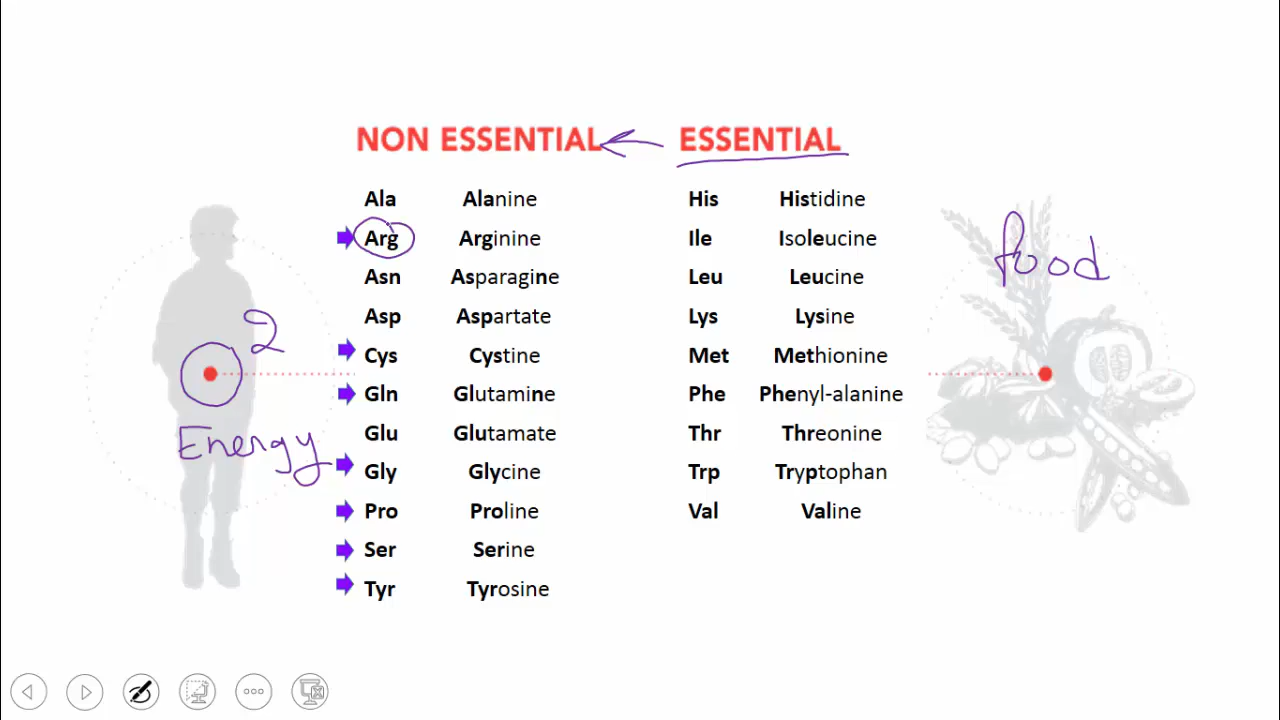 NON ESSENTIAL ESSENTIAL
Ala Alanine His Histidine
Arg Arginine Ile Isoleucine
Asn Asparagine Leu Leucine
Asp Aspartate Lys Lysine
Cys Cystine Met Methionine
Gln Glutamine Phe Phenyl-alanine
Glu Glutamate Thr Threonine
Gly Glycine Trp Tryptophan
Pro Proline Val Valine
Ser Serine
Tyr Tyrosine
2
Energy
food